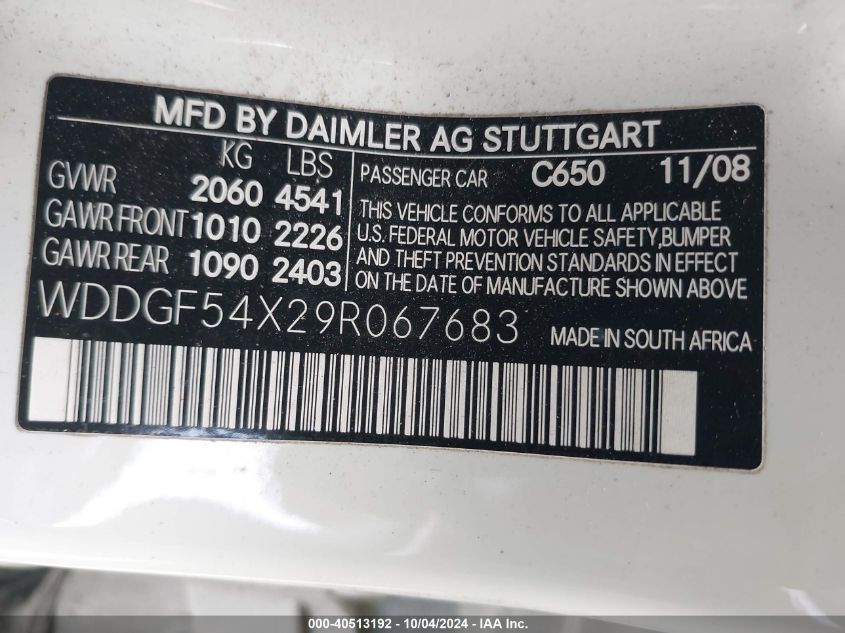 MFD BY DAIMLER AG STUTTGART
KG LBS
GVWR 2060 4541
GAWR FRONT 1010 2226
GAWR REAR 1090 2403
PASSENGER CAR C650 11/08
THIS VEHICLE CONFORMS TO ALL APPLICABLE
U.S. FEDERAL MOTOR VEHICLE SAFETY,BUMPER
AND THEFT PREVENTION STANDARDS IN EFFECT
ON THE DATE OF MANUFACTURE SHOWN ABOVE
WDDGF54X29R067683
MADE IN SOUTH AFRICA
000-40513192 - 10/04/2024 - IAA Inc.